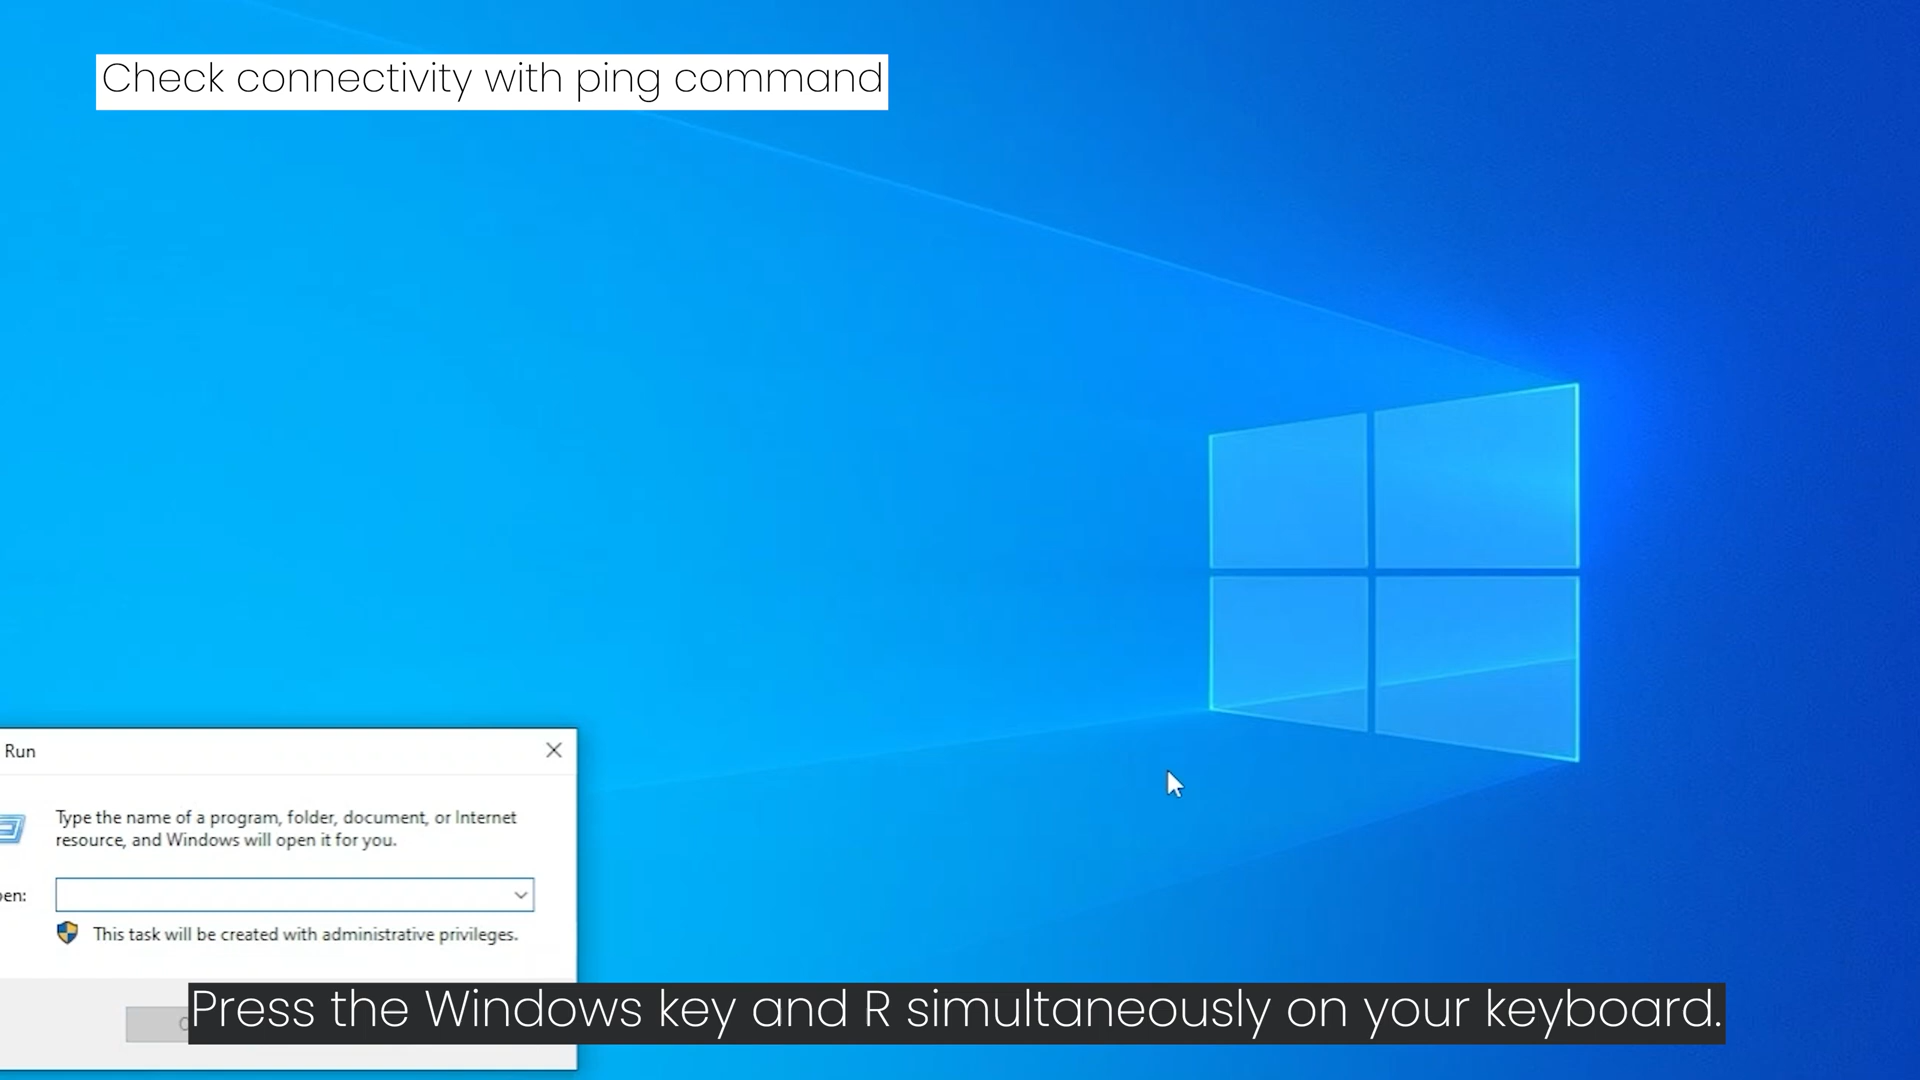 Check connectivity with ping command
Run
Type the name of a program, folder, document, or Internet
resource, and Windows will open it for you.
pen:
This task will be created with administrative privileges.
Press the Windows key and R simultaneously on your keyboard.